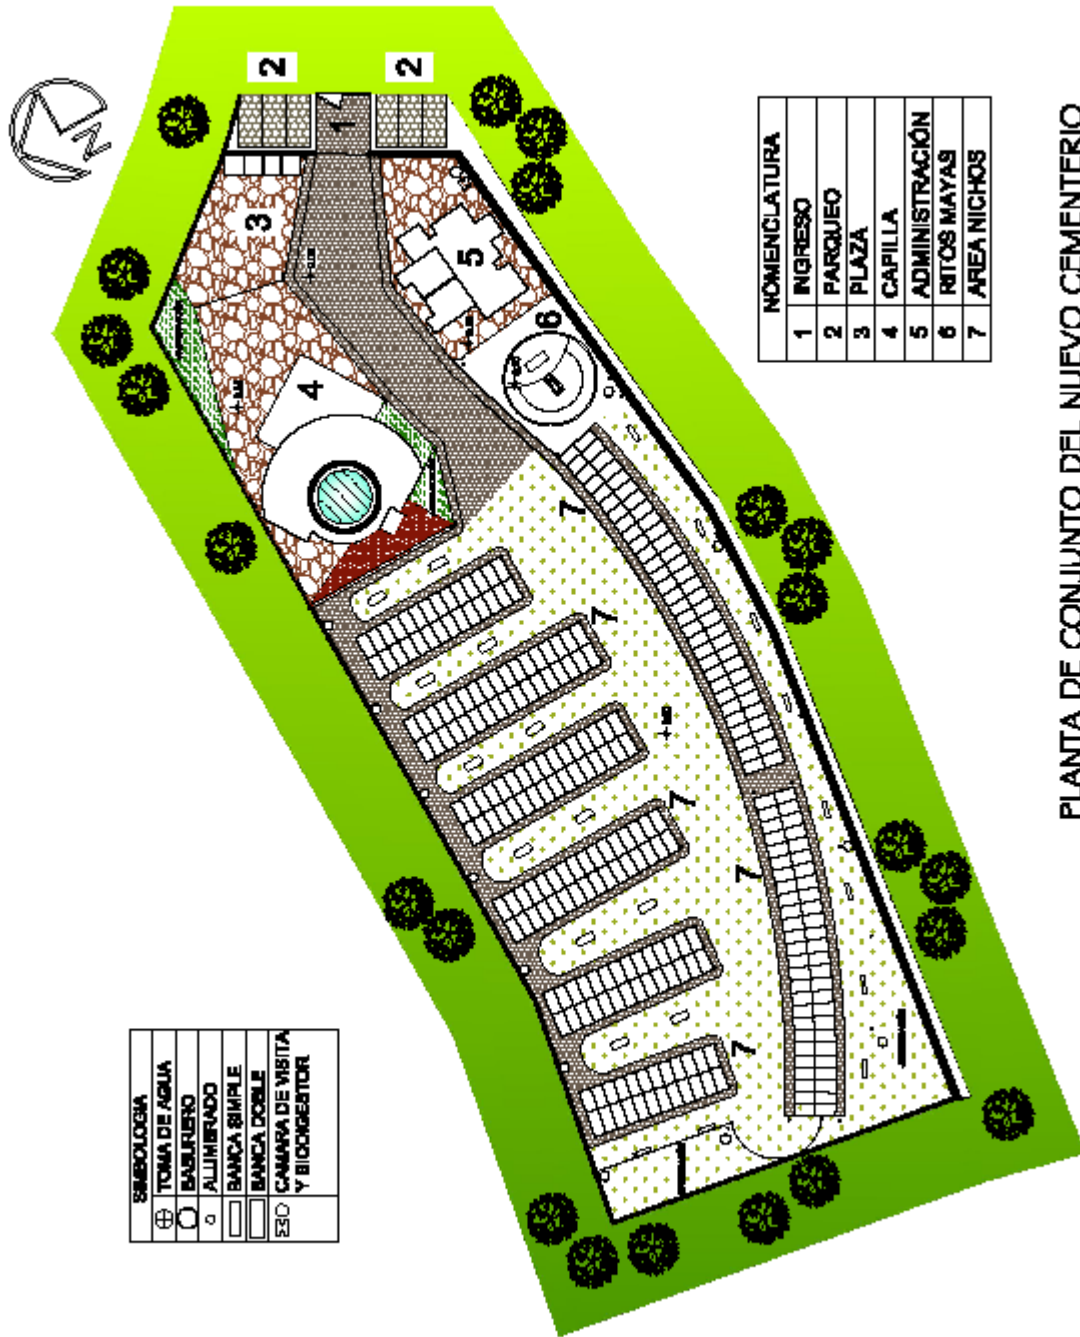 N
2
2
1
3
5
4
6
7
7
7
7
7
NOMENCLATURA
1 INGRESO
2 PARQUEO
3 PLAZA
4 CAPILLA
5 ADMINISTRACIÓN
6 RITOS MAYAS
7 AREA NICHOS
SIMBOLOGIA
TOMA DE AGUA
BASURERO
ALUMBRADO
BANCA SIMPLE
BANCA DOBLE
CAMARA DE VISITA
Y BIODIGESTOR
PLANTA DE CONJUNTO DEL NUEVO CEMENTERIO